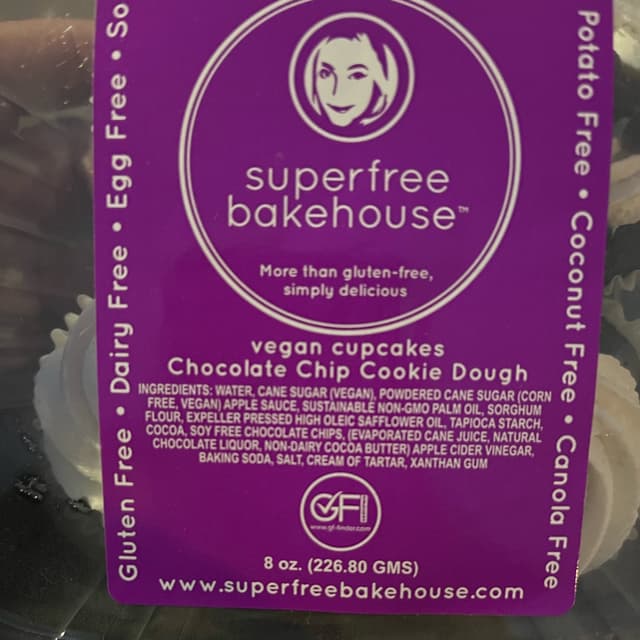 superfree
bakehouse™
More than gluten-free,
simply delicious
vegan cupcakes
Chocolate Chip Cookie Dough
INGREDIENTS: WATER, CANE SUGAR (VEGAN), POWDERED CANE SUGAR (CORN
FREE, VEGAN) APPLE SAUCE, SUSTAINABLE NON-GMO PALM OIL, SORGHUM
FLOUR, EXPELLER PRESSED HIGH OLEIC SAFFLOWER OIL, TAPIOCA STARCH,
COCOA, SOY FREE CHOCOLATE CHIPS, (EVAPORATED CANE JUICE, NATURAL
CHOCOLATE LIQUOR, NON-DAIRY COCOA BUTTER) APPLE CIDER VINEGAR,
BAKING SODA, SALT, CREAM OF TARTAR, XANTHAN GUM
GF
www.gf-finder.com
8 oz. (226.80 GMS)
www.superfreebakehouse.com
Gluten Free • Dairy Free • Egg Free • So
Potato Free • Coconut Free • Canola Free